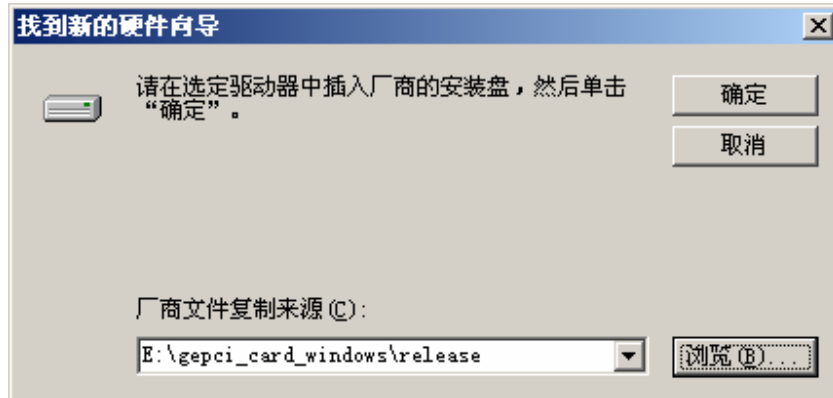 找到新的硬件向导
请在选定驱动器中插入厂商的安装盘，然后单击
“确定”。
确定
取消
厂商文件复制来源(C):
E:\gepci_card_windows\release
浏览(B)...